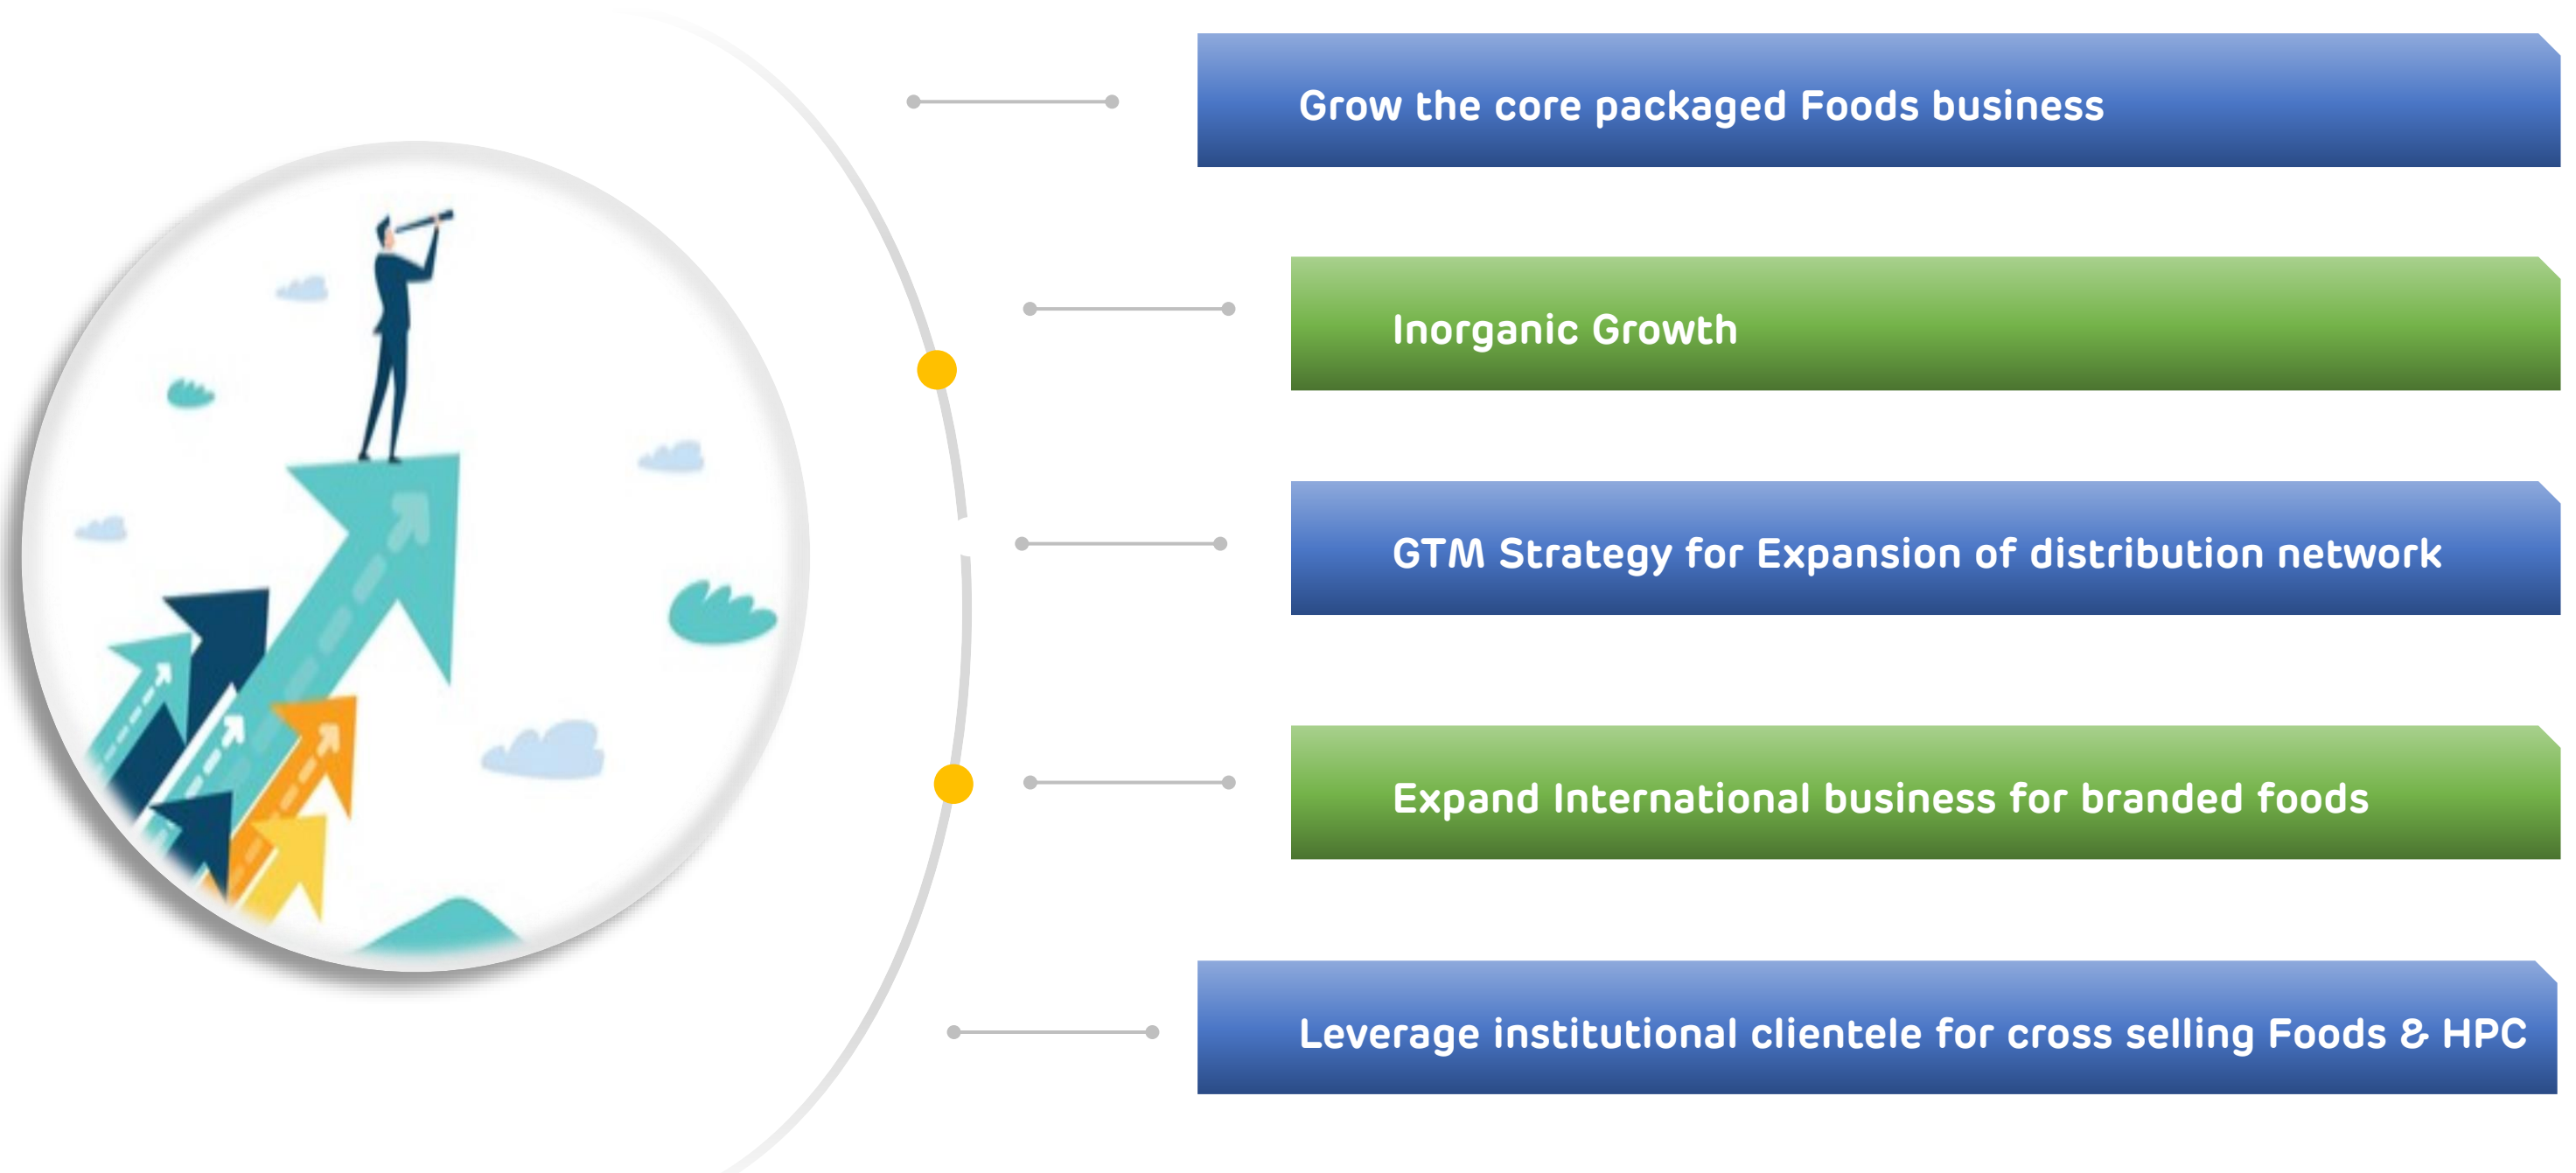 Grow the core packaged Foods business
Inorganic Growth
GTM Strategy for Expansion of distribution network
Expand International business for branded foods
Leverage institutional clientele for cross selling Foods & HPC